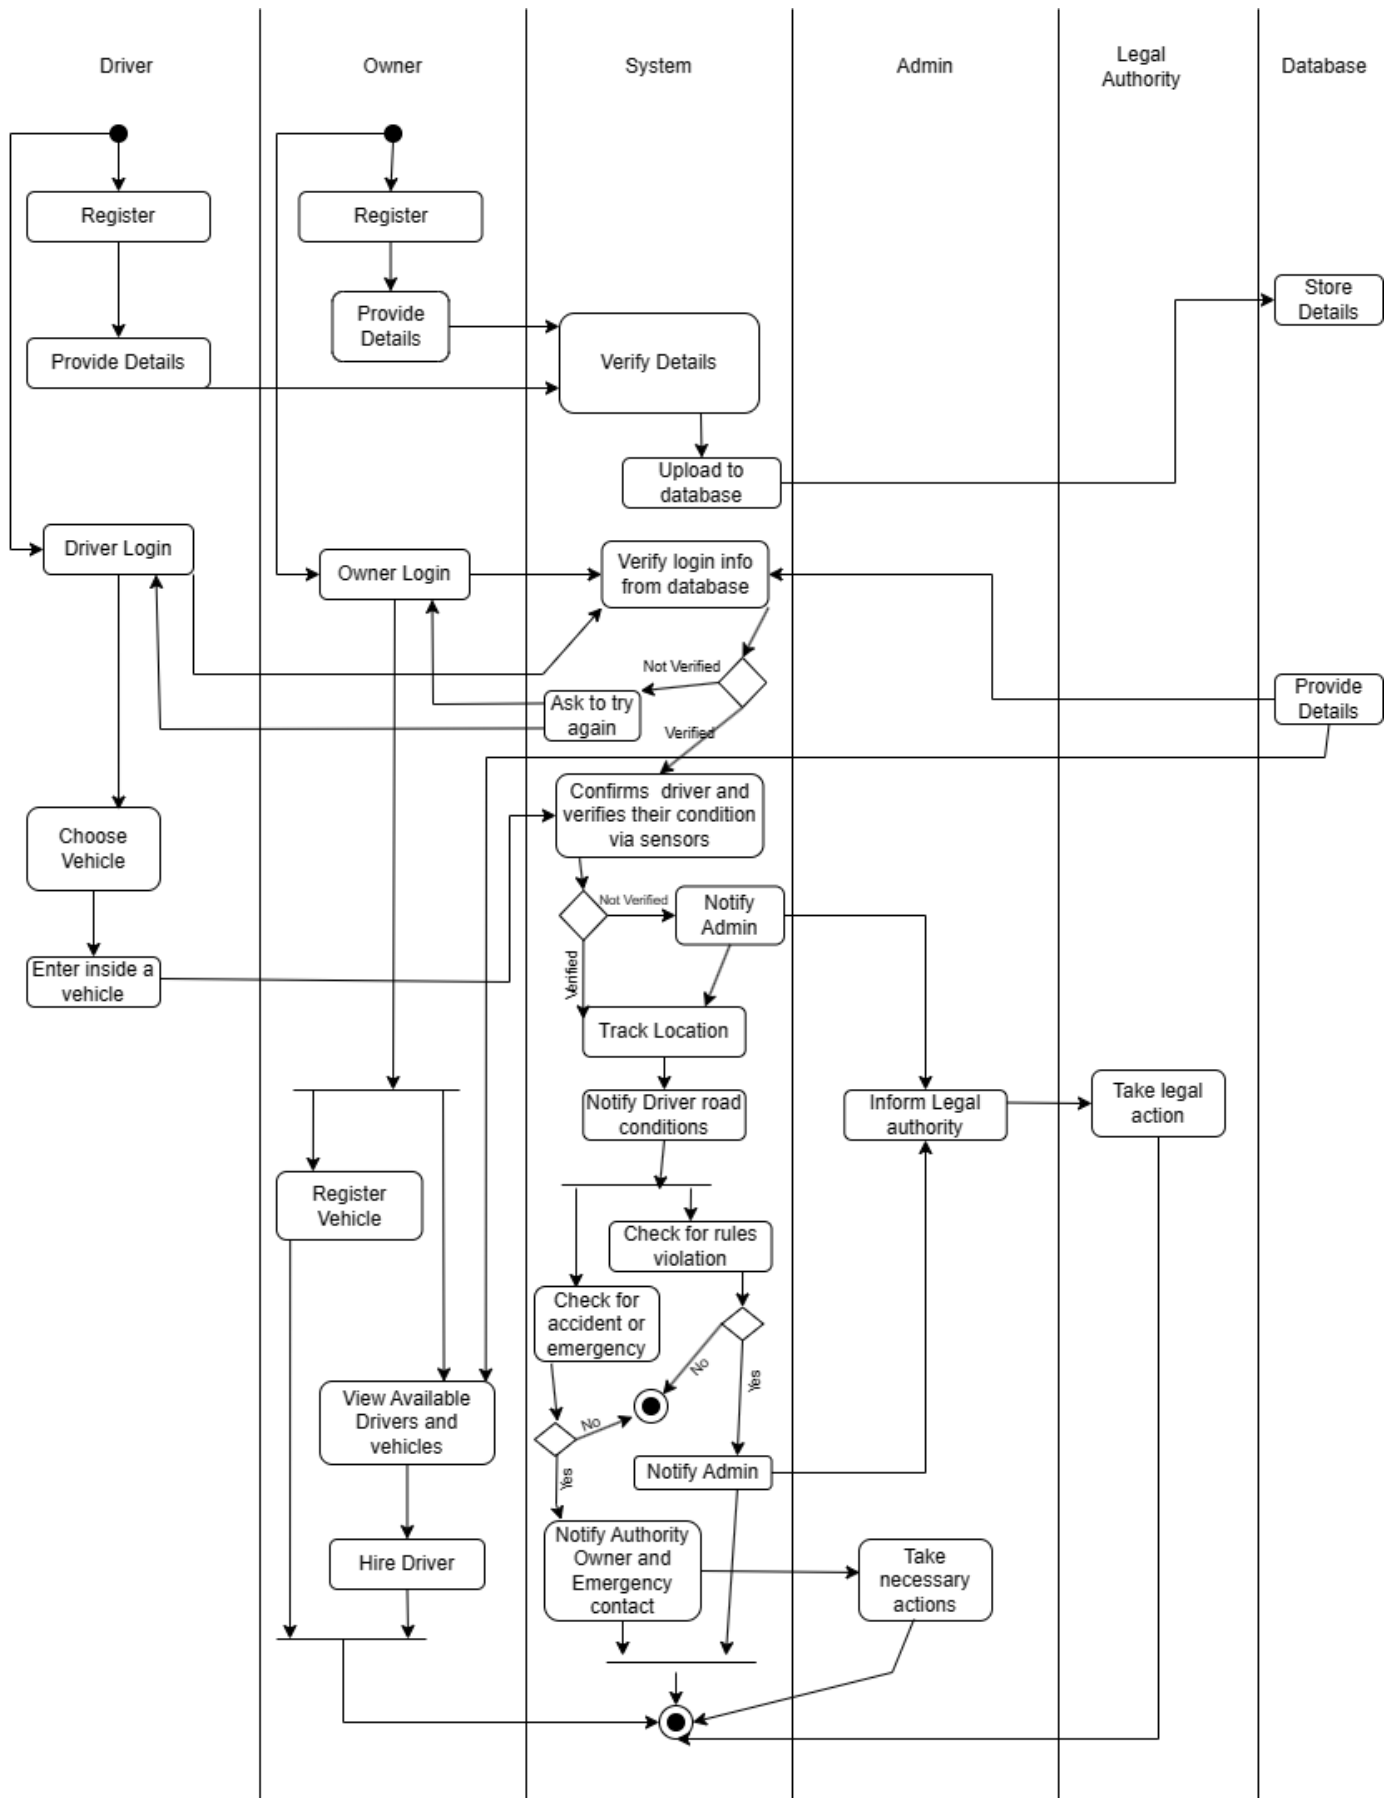 Driver
Owner
System
Admin
Legal
Authority
Database
Register
Register
Store
Details
Provide
Details
Provide Details
Verify Details
Upload to
database
Driver Login
Owner Login
Verify login info
from database
Not Verified
Ask to try
again
Verified
Provide
Details
Confirms driver and
verifies their condition
via sensors
Choose
Vehicle
Not Verified
Notify
Admin
Verified
Enter inside a
vehicle
Track Location
Notify Driver road
conditions
Inform Legal
authority
Take legal
action
Register
Vehicle
Check for rules
violation
Check for
accident or
emergency
No
Yes
View Available
Drivers and
vehicles
No
Yes
Notify Admin
Hire Driver
Notify Authority
Owner and
Emergency
contact
Take
necessary
actions